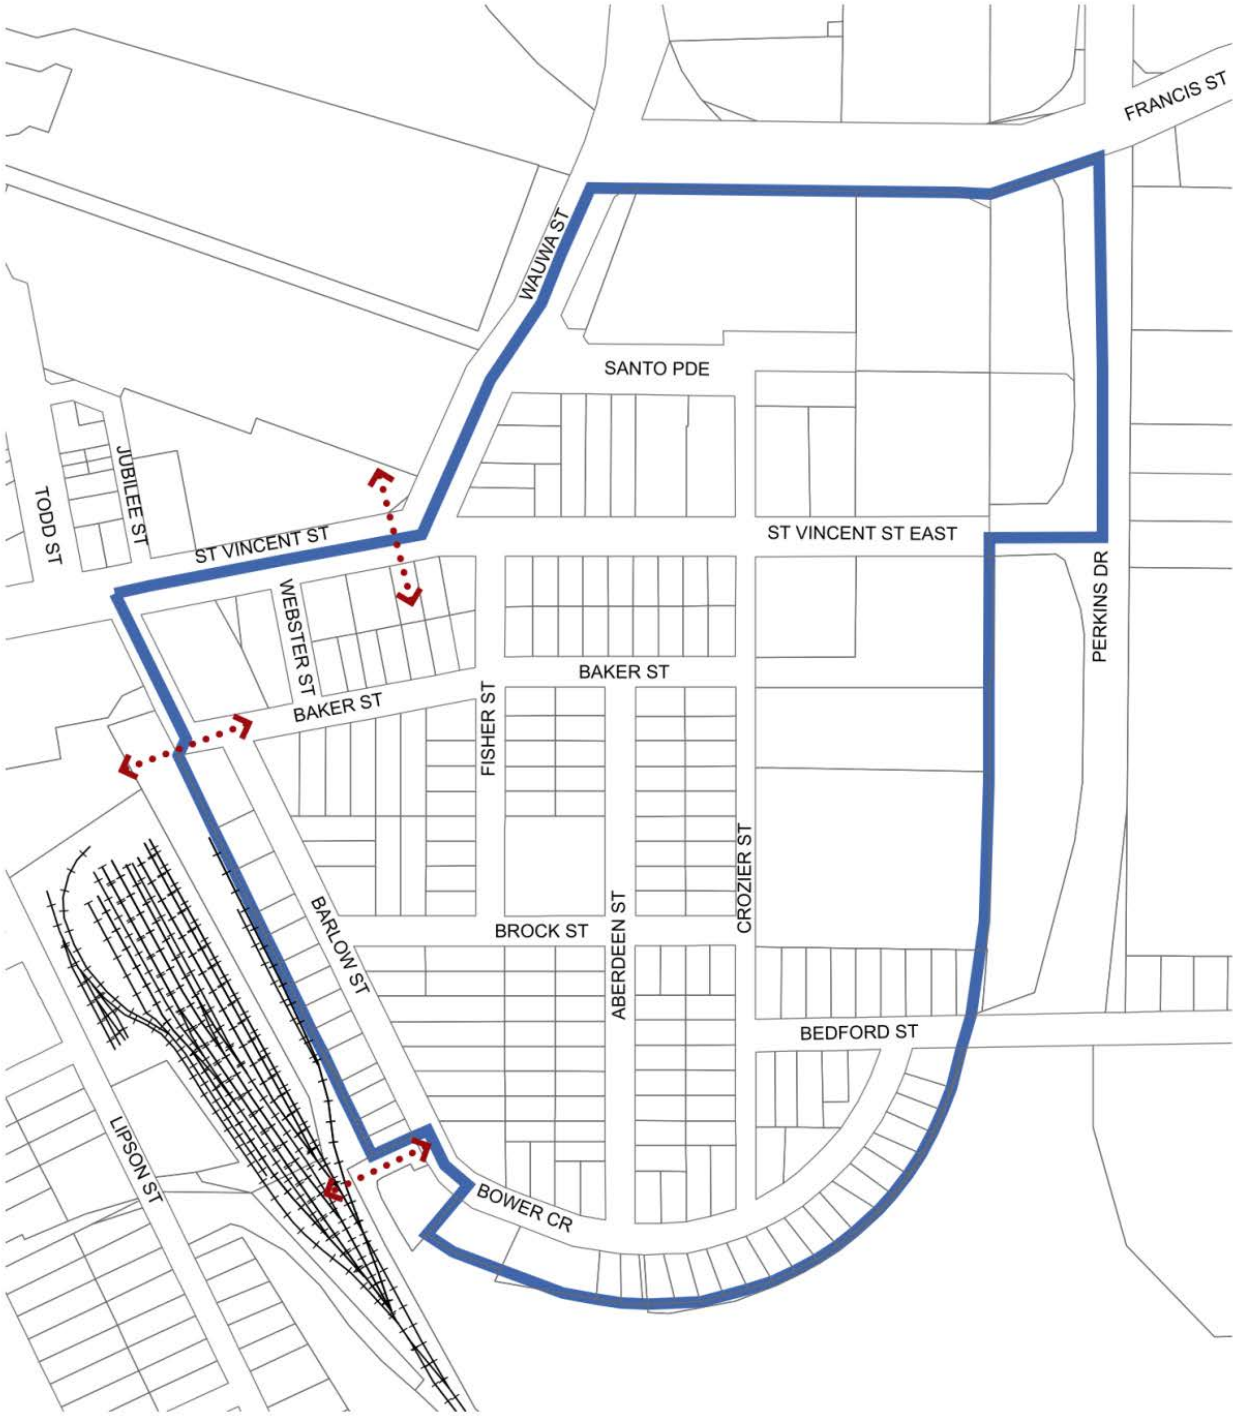 FRANCIS ST
WAUWA ST
SANTO PDE
JUBILEE ST
TODD ST
ST VINCENT ST
ST VINCENT ST EAST
PERKINS DR
WEBSTER ST
BAKER ST
BAKER ST
FISHER ST
CROZIER ST
BARLOW ST
BROCK ST
ABERDEEN ST
BEDFORD ST
LIPSON ST
BOWER CR